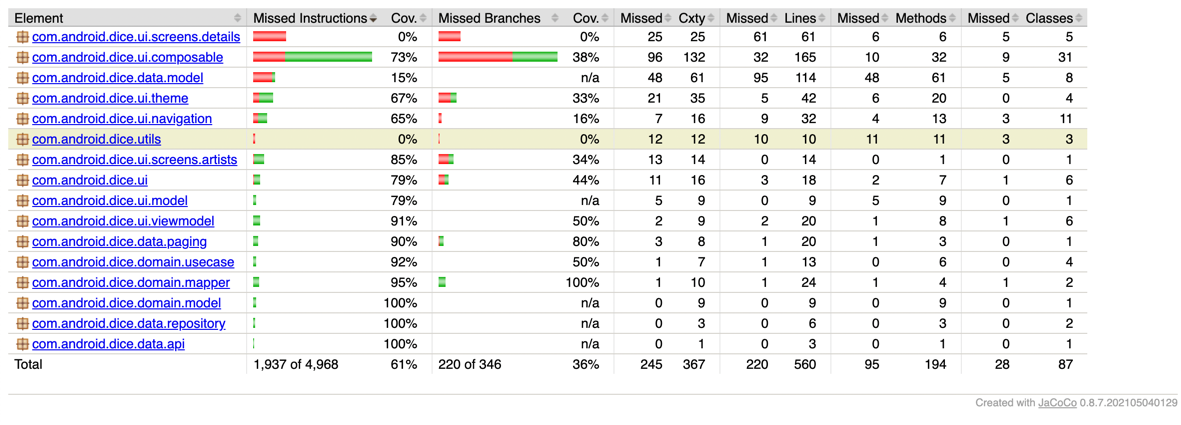 Element Missed Instructions Cov. Missed Branches Cov. Missed Cxty Missed Lines Missed Methods Missed Classes
com.android.dice.ui.screens.details 0% 0% 25 25 61 61 6 6 5 5
com.android.dice.ui.composable 73% 38% 96 132 32 165 10 32 9 31
com.android.dice.data.model 15% n/a 48 61 95 114 48 61 5 8
com.android.dice.ui.theme 67% 33% 21 35 5 42 6 20 0 4
com.android.dice.ui.navigation 65% 16% 7 16 9 32 4 13 3 11
com.android.dice.utils 0% 0% 12 12 10 10 11 11 3 3
com.android.dice.ui.screens.artists 85% 34% 13 14 0 14 0 1 0 1
com.android.dice.ui 79% 44% 11 16 3 18 2 7 1 6
com.android.dice.ui.model 79% n/a 5 9 0 9 5 9 0 1
com.android.dice.ui.viewmodel 91% 50% 2 9 2 20 1 8 1 6
com.android.dice.data.paging 90% 80% 3 8 1 20 1 3 0 1
com.android.dice.domain.usecase 92% 50% 1 7 1 13 0 6 0 4
com.android.dice.domain.mapper 95% 100% 1 10 1 24 1 4 1 2
com.android.dice.domain.model 100% n/a 0 9 0 9 0 9 0 1
com.android.dice.data.repository 100% n/a 0 3 0 6 0 3 0 2
com.android.dice.data.api 100% n/a 0 1 0 3 0 1 0 1
Total 1,937 of 4,968 61% 220 of 346 36% 245 367 220 560 95 194 28 87
Created with JaCoCo 0.8.7.202105040129